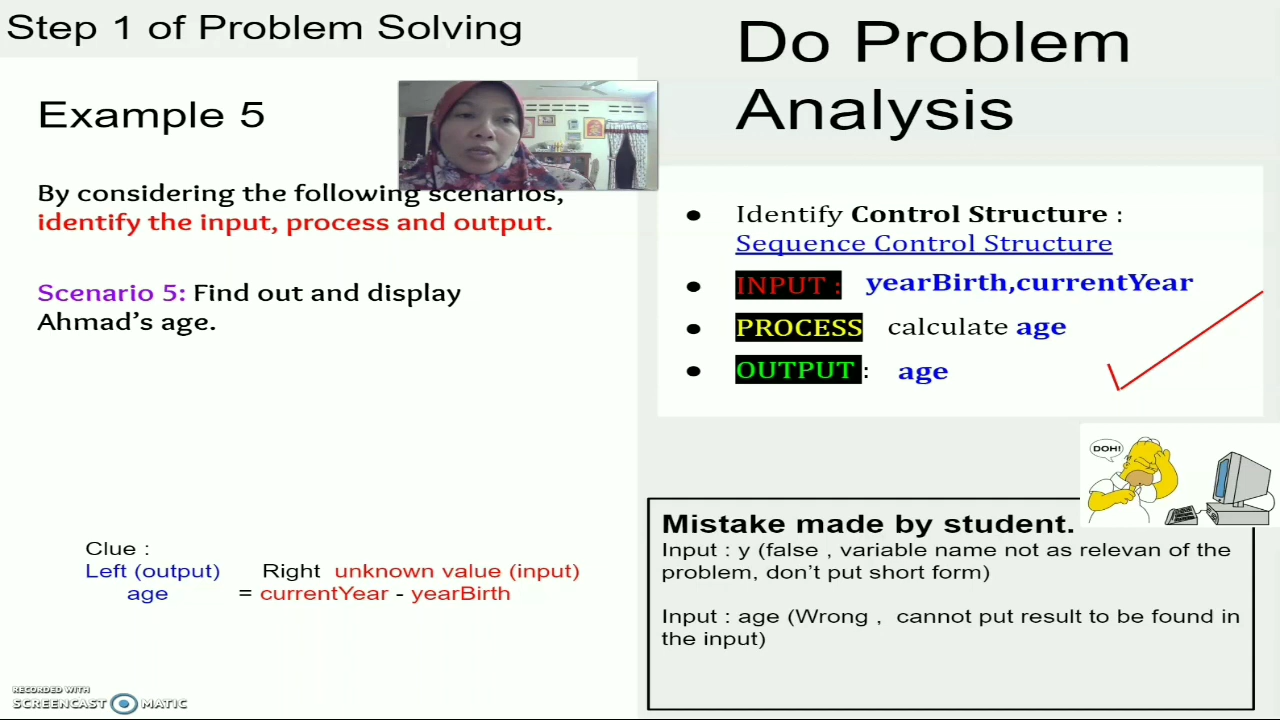 Step 1 of Problem Solving
Example 5
By considering the following scenarios,
identify the input, process and output.
Scenario 5: Find out and display
Ahmad's age.
Clue :
Left (output) Right unknown value (input)
age = currentYear - yearBirth
RECORDED WITH
SCREENCAST MATIC
Do Problem
Analysis
● Identify Control Structure :
Sequence Control Structure
● INPUT : yearBirth,currentYear
● PROCESS calculate age
● OUTPUT : age
DOH!
Mistake made by student.
Input : y (false , variable name not as relevan of the
problem, don't put short form)
Input : age (Wrong , cannot put result to be found in
the input)